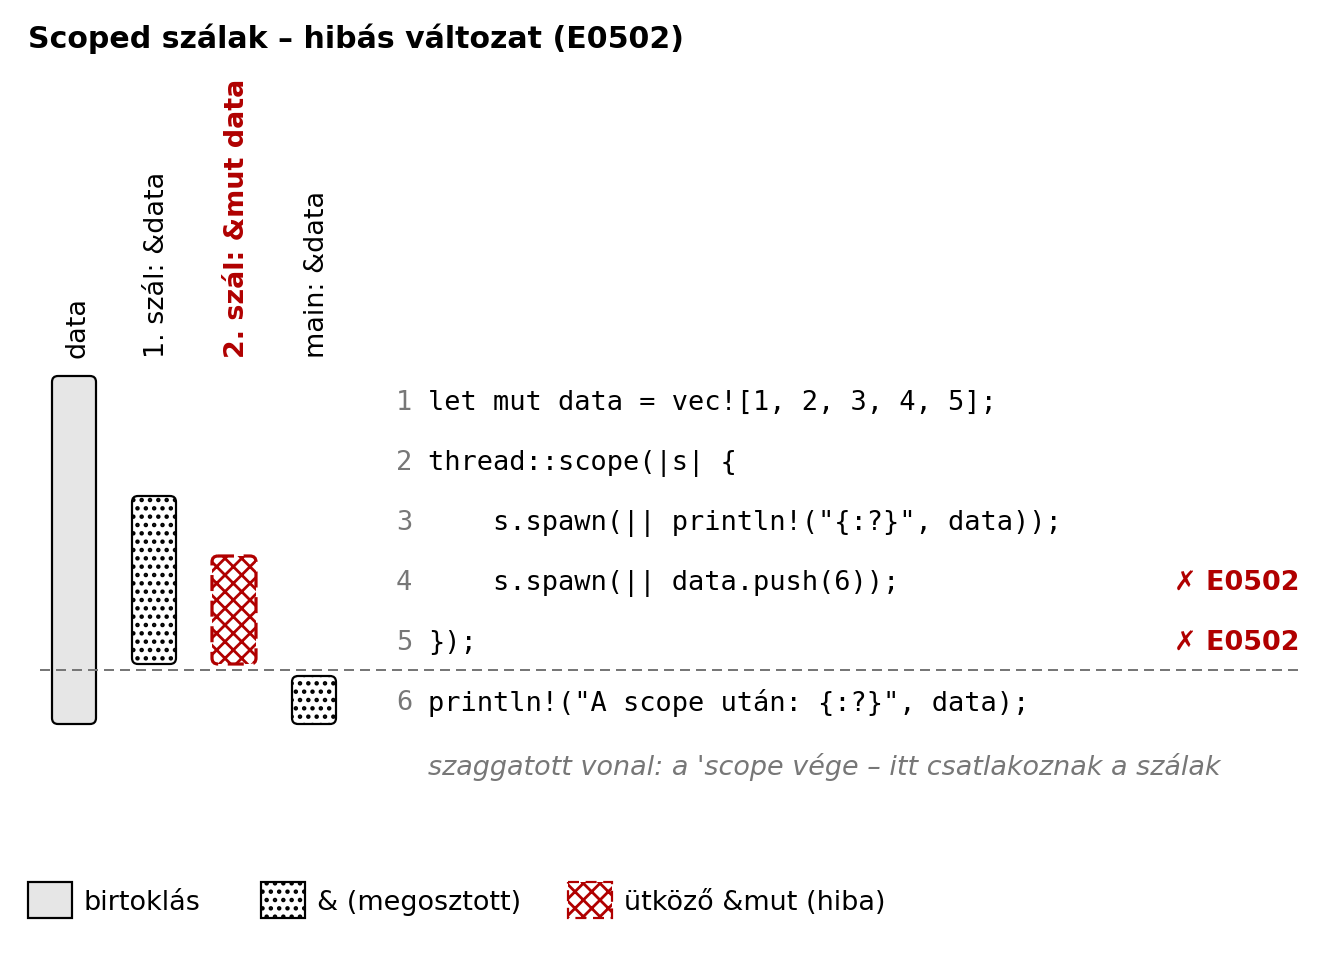 Scoped szálak – hibás változat (E0502)
data
1. szál: &data
2. szál: &mut data
main: &data
1 let mut data = vec![1, 2, 3, 4, 5];
2 thread::scope(|s| {
3     s.spawn(|| println!("{:?}", data));
4     s.spawn(|| data.push(6)); ✗ E0502
5 }); ✗ E0502
6 println!("A scope után: {:?}", data);
szaggatott vonal: a 'scope vége – itt csatlakoznak a szálak
birtoklás & (megosztott) ütköző &mut (hiba)